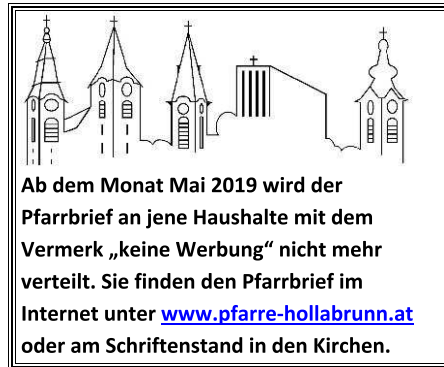 Ab dem Monat Mai 2019 wird der
Pfarrbrief an jene Haushalte mit dem
Vermerk „keine Werbung“ nicht mehr
verteilt. Sie finden den Pfarrbrief im
Internet unter www.pfarre-hollabrunn.at
oder am Schriftenstand in den Kirchen.